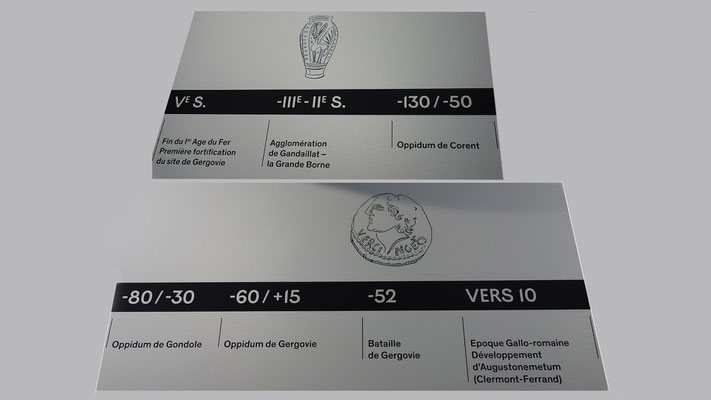 Vᴱ S.
-IIIᴱ-IIᴱ S.
-130 / -50
Fin du Iᵉʳ Age du Fer
Première fortification
du site de Gergovie
Agglomération
de Gandaillat –
la Grande Borne
Oppidum de Corent
VERCI NGETO
-80 / -30
-60 / +15
-52
VERS 10
Oppidum de Gondole
Oppidum de Gergovie
Bataille
de Gergovie
Epoque Gallo-romaine
Développement
d'Augustonemetum
(Clermont-Ferrand)